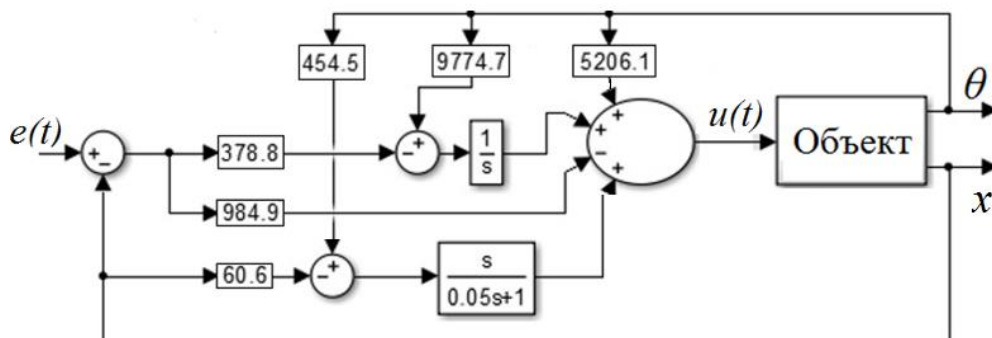 454.5
9774.7
5206.1
θ
e(t)
+
−
378.8
−
+
1
s
+
+
−
+
u(t)
Объект
x
984.9
60.6
−
+
s
0.05s+1